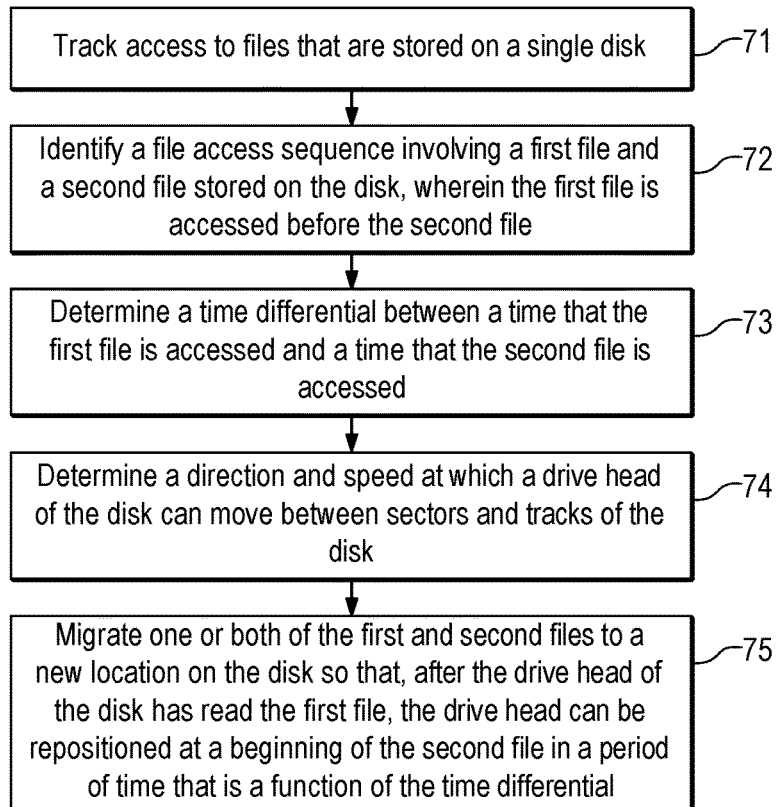 Track access to files that are stored on a single disk
71
Identify a file access sequence involving a first file and
a second file stored on the disk, wherein the first file is
accessed before the second file
72
Determine a time differential between a time that the
first file is accessed and a time that the second file is
accessed
73
Determine a direction and speed at which a drive head
of the disk can move between sectors and tracks of the
disk
74
Migrate one or both of the first and second files to a
new location on the disk so that, after the drive head of
the disk has read the first file, the drive head can be
repositioned at a beginning of the second file in a period
of time that is a function of the time differential
75